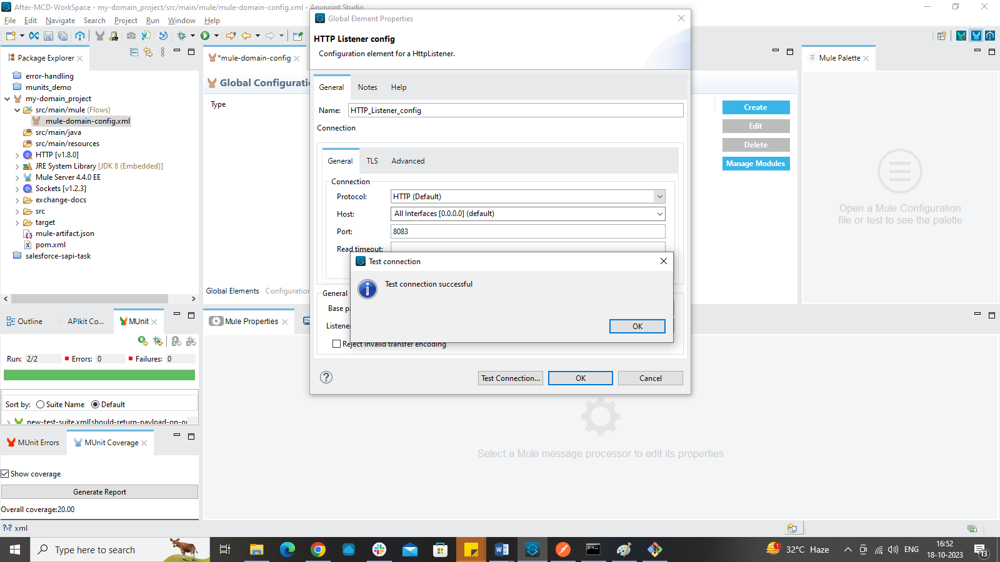 After-MCD-WorkSpace - my-domain_project/src/main/mule/mule-domain-config.xml - Anypoint Studio
File Edit Navigate Search Project Run Window Help
Package Explorer
error-handling
munits_demo
my-domain_project
src/main/mule (Flows)
mule-domain-config.xml
src/main/java
src/main/resources
HTTP [v1.8.0]
JRE System Library [JDK 8 (Embedded)]
Mule Server 4.4.0 EE
Sockets [v1.2.3]
exchange-docs
src
target
mule-artifact.json
pom.xml
salesforce-sapi-task
*mule-domain-config
Global Configuratio
Type
Create
Edit
Delete
Manage Modules
Global Elements Configuration
Mule Palette
Open a Mule Configuration
file or test to see the palette
Global Element Properties
HTTP Listener config
Configuration element for a HttpListener.
General Notes Help
Name: HTTP_Listener_config
Connection
General TLS Advanced
Connection
Protocol: HTTP (Default)
Host: All Interfaces [0.0.0.0] (default)
Port: 8083
Read timeout:
General
Base pa
Listener
Reject invalid transfer encoding
Test Connection... OK Cancel
Test connection
Test connection successful
OK
Outline APIkit Co... MUnit
Run: 2/2 Errors: 0 Failures: 0
Sort by: Suite Name Default
new-test-suite.xml[should-return-payload-on-or
MUnit Errors MUnit Coverage
Show coverage
Generate Report
Overall coverage:20.00
Mule Properties
Select a Mule message processor to edit its properties
xml
Type here to search
1
32°C Haze
ENG
16:52
18-10-2023
13